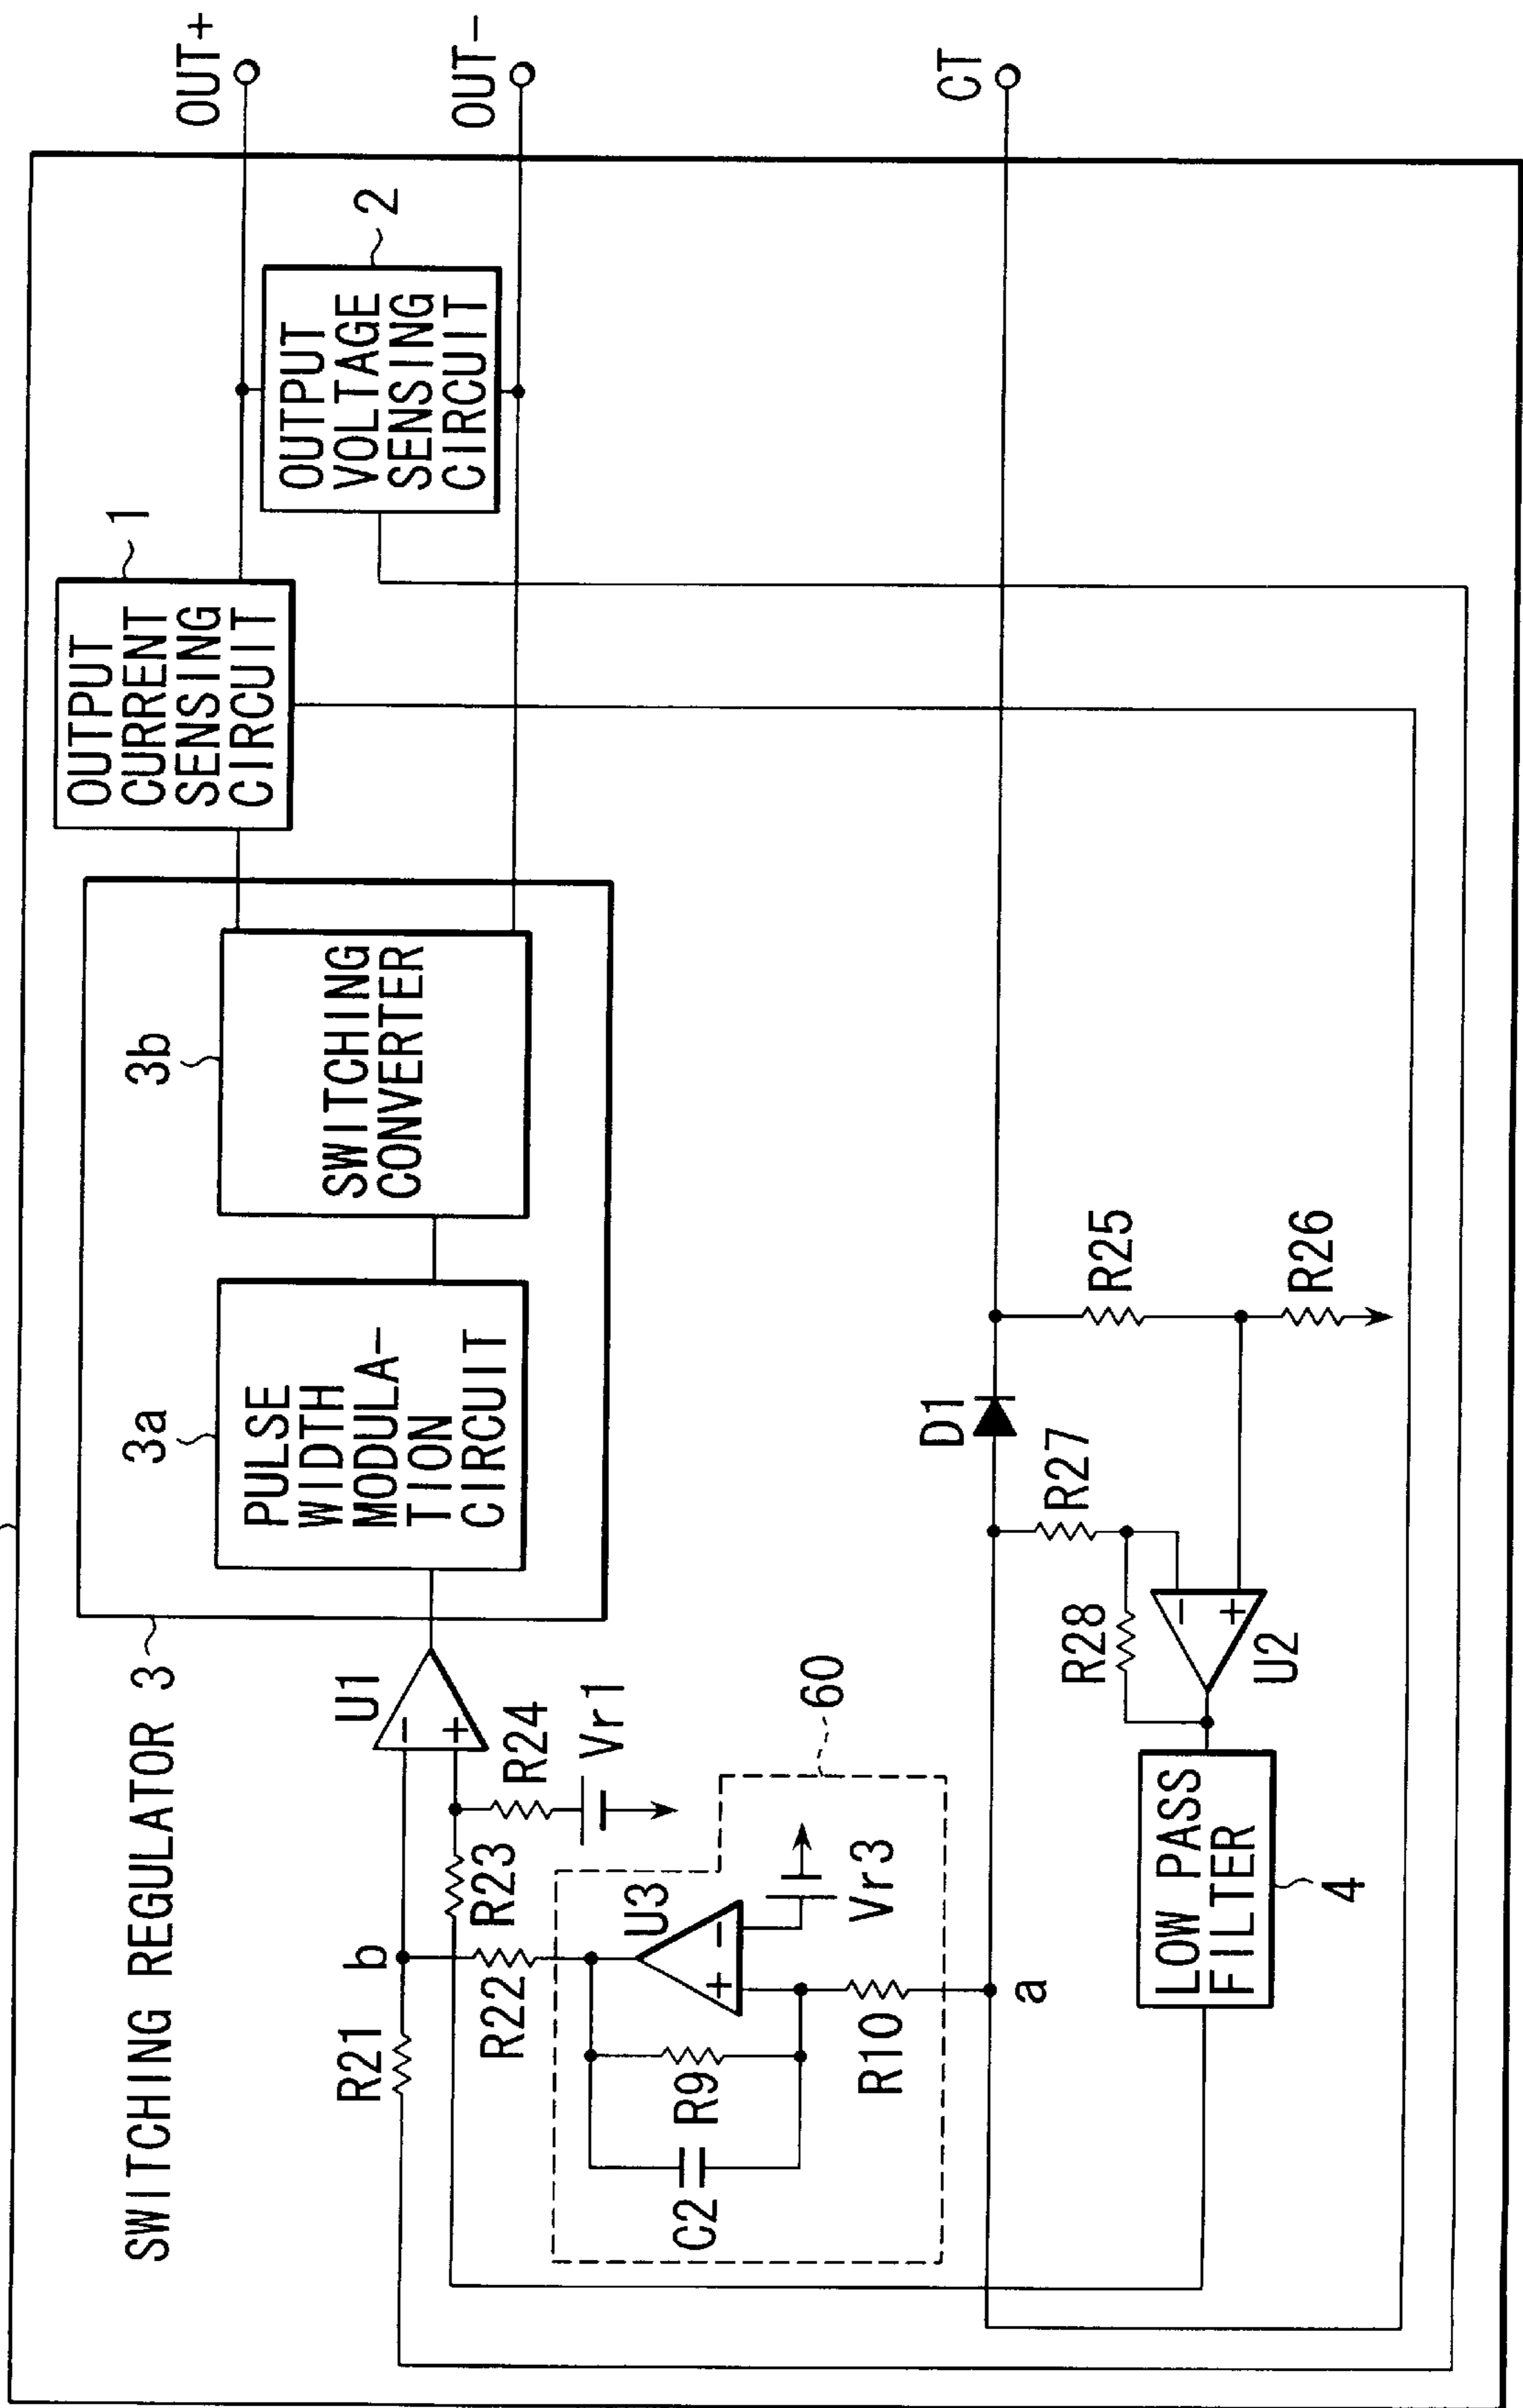 SWITCHING REGULATOR 3
3a
PULSE
WIDTH
MODULA-
TION
CIRCUIT
3b
SWITCHING
CONVERTER
OUTPUT
CURRENT
SENSING
CIRCUIT
1
OUTPUT
VOLTAGE
SENSING
CIRCUIT
2
OUT+
OUT-
CT
R21
b
U1
-
+
R22
R23
R24
Vr1
60
U3
+
-
Vr3
C2
R9
R10
a
D1
R27
R25
R28
-
+
U2
R26
LOW PASS
FILTER
4